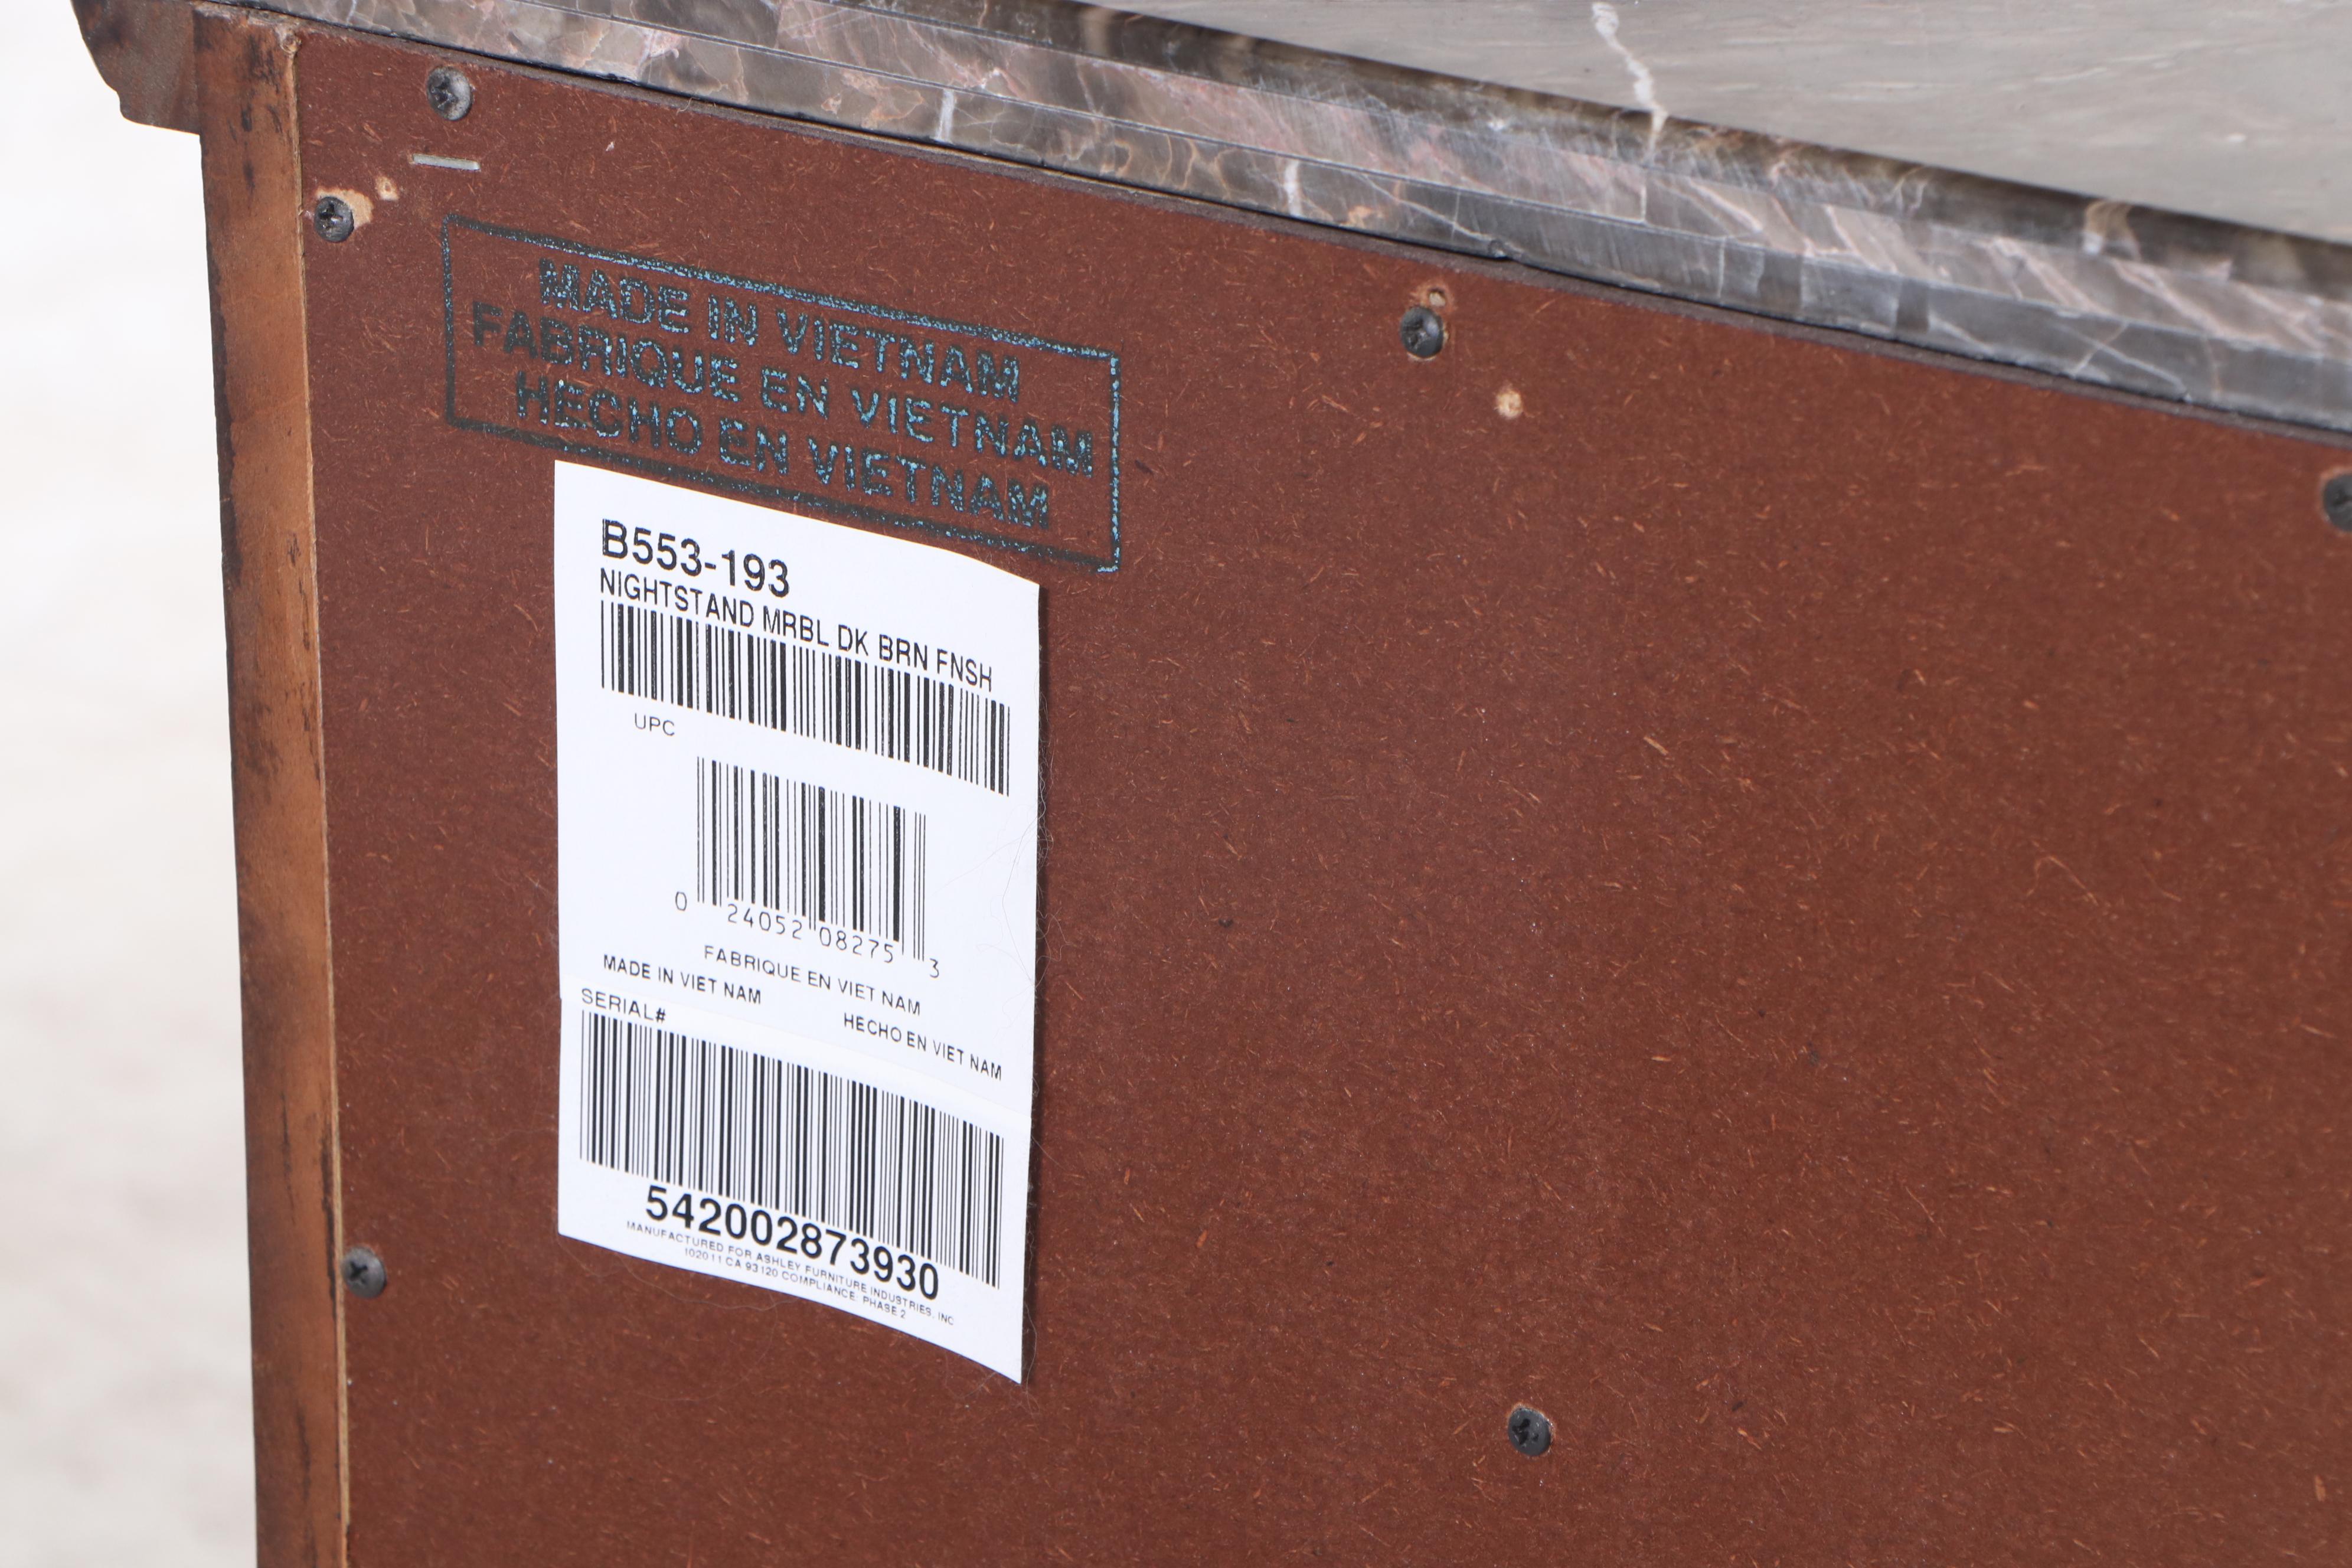 MADE IN VIETNAM
FABRIQUE EN VIETNAM
HECHO EN VIETNAM
B553-193
NIGHTSTAND MRBL DK BRN FNSH
UPC
0 24052 08275 3
FABRIQUE EN VIET NAM
MADE IN VIET NAM
HECHO EN VIET NAM
SERIAL#
542002873930
MANUFACTURED FOR ASHLEY FURNITURE INDUSTRIES, INC
102011 CA 93120 COMPLIANCE: PHASE 2